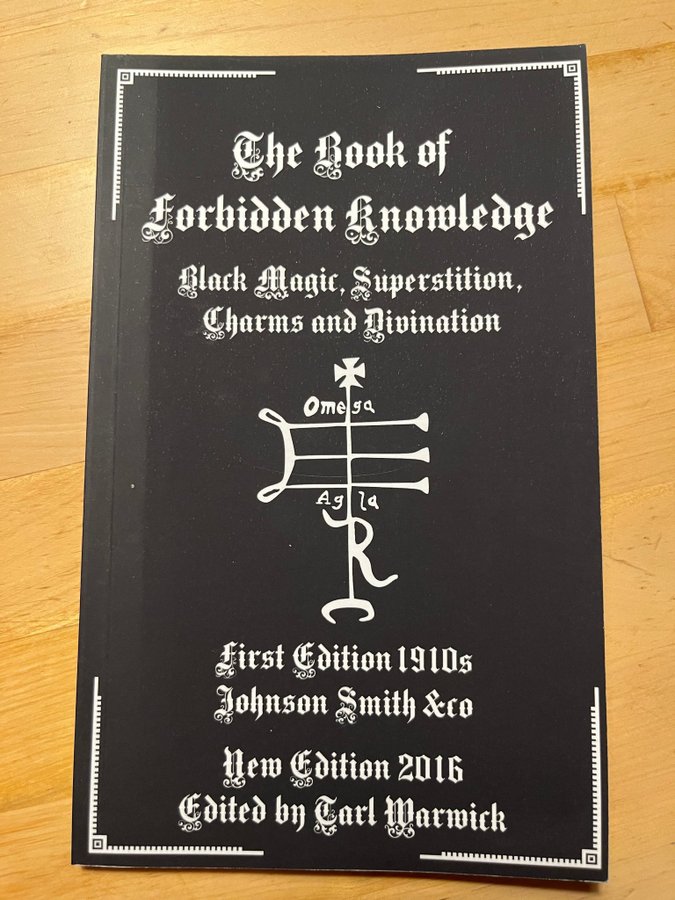 The Book of
Forbidden Knowledge
Black Magic, Superstition,
Charms and Divination
Omega
Agla
R
First Edition 1910s
Johnson Smith &co
New Edition 2016
Edited by Tarl Warwick